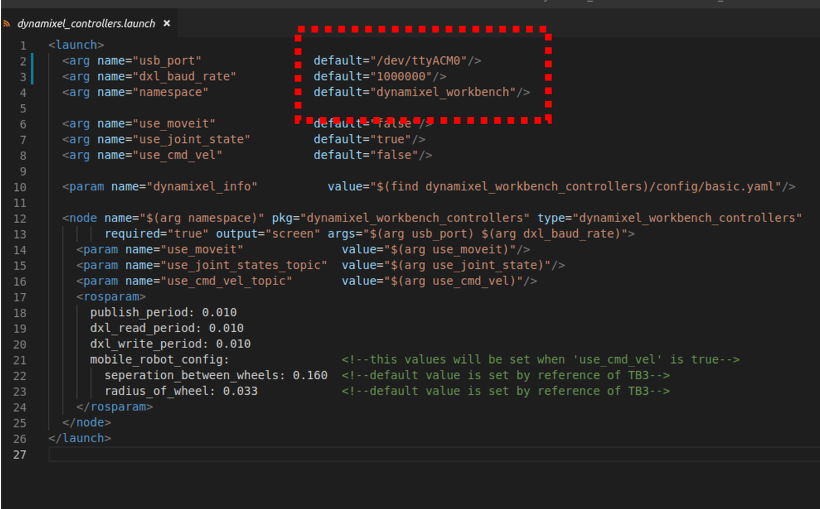 dynamixel_controllers.launch ×
1 <launch>
2 <arg name="usb_port" default="/dev/ttyACM0"/>
3 <arg name="dxl_baud_rate" default="1000000"/>
4 <arg name="namespace" default="dynamixel_workbench"/>
5
6 <arg name="use_moveit" default="false"/>
7 <arg name="use_joint_state" default="true"/>
8 <arg name="use_cmd_vel" default="false"/>
9
10 <param name="dynamixel_info" value="$(find dynamixel_workbench_controllers)/config/basic.yaml"/>
11
12 <node name="$(arg namespace)" pkg="dynamixel_workbench_controllers" type="dynamixel_workbench_controllers"
13 required="true" output="screen" args="$(arg usb_port) $(arg dxl_baud_rate)">
14 <param name="use_moveit" value="$(arg use_moveit)"/>
15 <param name="use_joint_states_topic" value="$(arg use_joint_state)"/>
16 <param name="use_cmd_vel_topic" value="$(arg use_cmd_vel)"/>
17 <rosparam>
18 publish_period: 0.010
19 dxl_read_period: 0.010
20 dxl_write_period: 0.010
21 mobile_robot_config: <!--this values will be set when 'use_cmd_vel' is true-->
22 seperation_between_wheels: 0.160 <!--default value is set by reference of TB3-->
23 radius_of_wheel: 0.033 <!--default value is set by reference of TB3-->
24 </rosparam>
25 </node>
26 </launch>
27